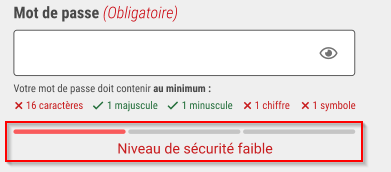 Mot de passe (Obligatoire)
Votre mot de passe doit contenir au minimum :
× 16 caractères ✓ 1 majuscule ✓ 1 minuscule × 1 chiffre × 1 symbole
Niveau de sécurité faible